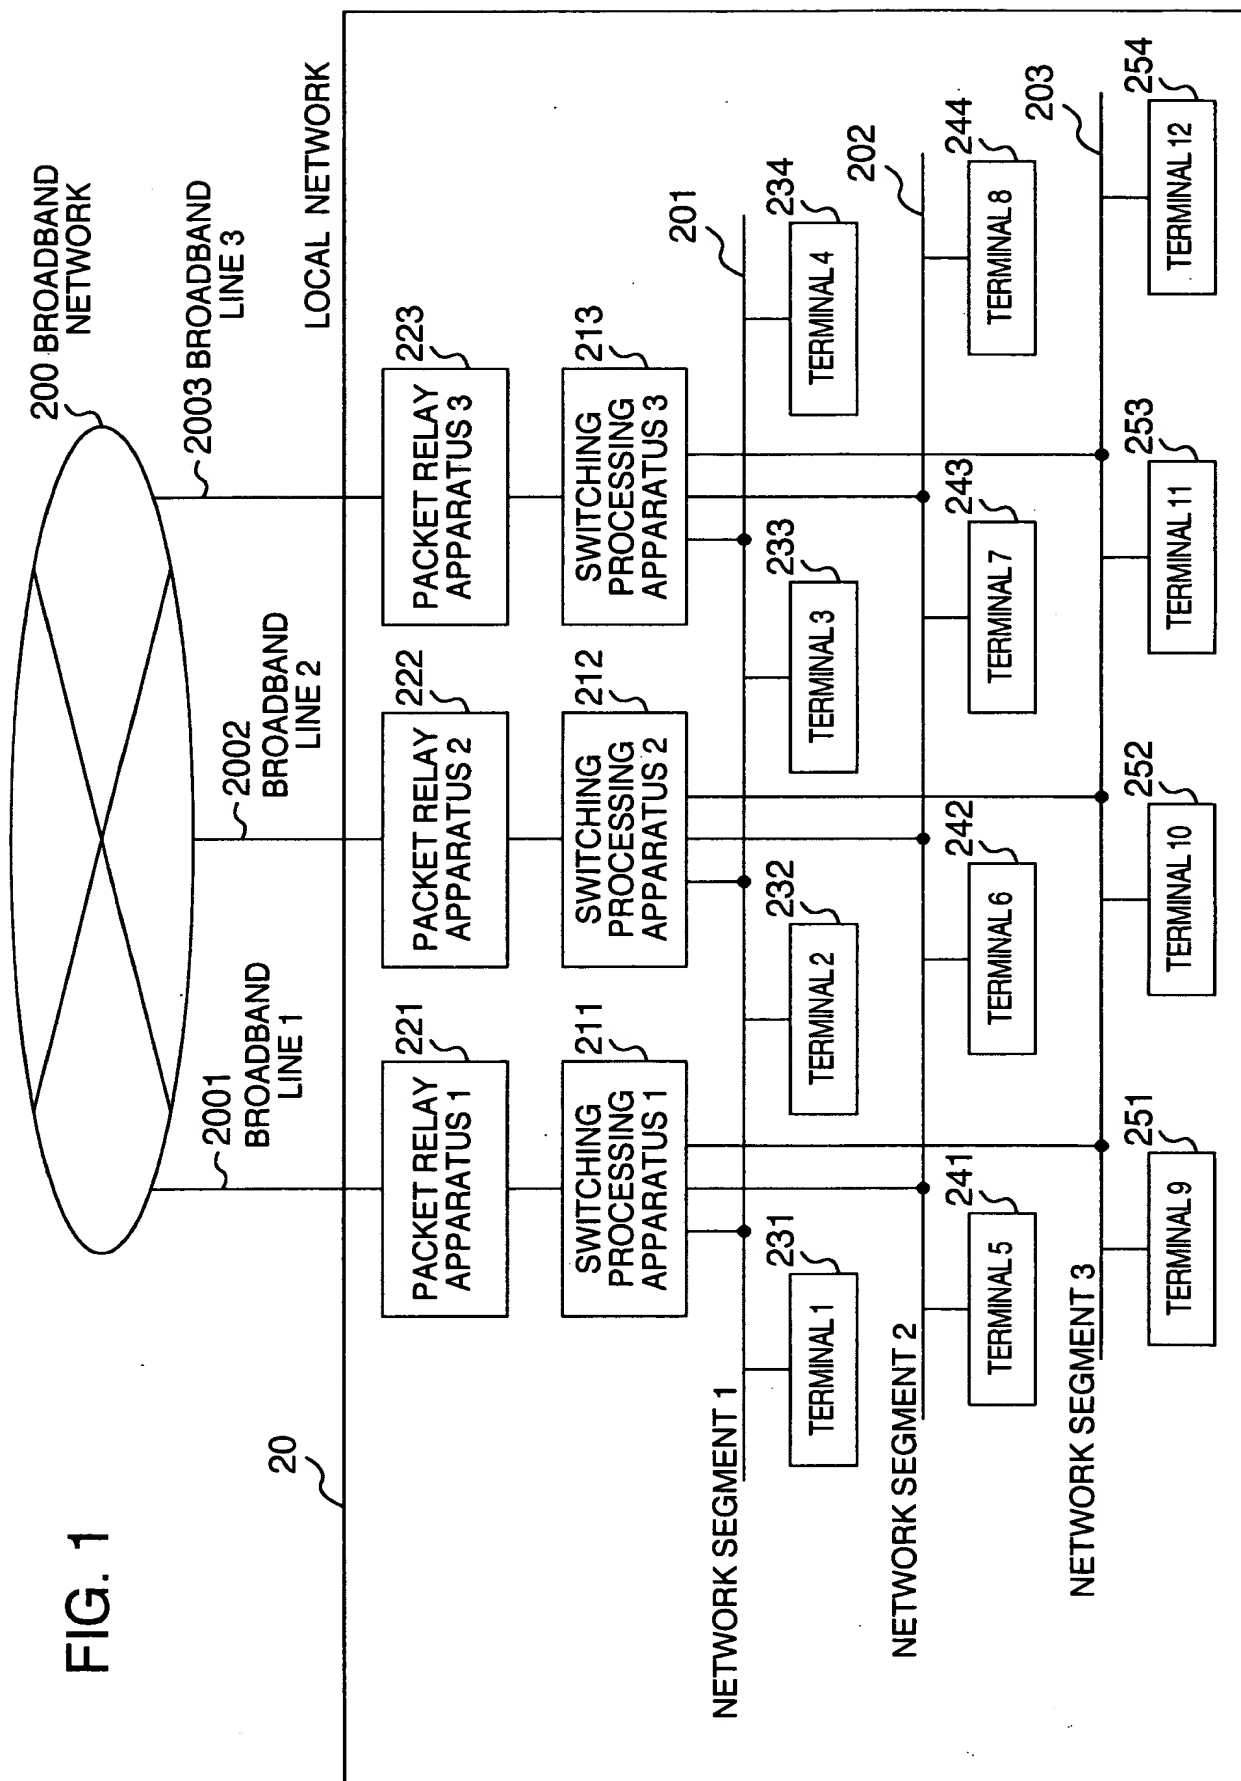 FIG. 1
200 BROADBAND
NETWORK
2001
BROADBAND
LINE 1
2002
BROADBAND
LINE 2
2003 BROADBAND
LINE 3
20
LOCAL NETWORK
221
PACKET RELAY
APPARATUS 1
222
PACKET RELAY
APPARATUS 2
223
PACKET RELAY
APPARATUS 3
211
SWITCHING
PROCESSING
APPARATUS 1
212
SWITCHING
PROCESSING
APPARATUS 2
213
SWITCHING
PROCESSING
APPARATUS 3
NETWORK SEGMENT 1
201
231
TERMINAL 1
232
TERMINAL 2
233
TERMINAL 3
234
TERMINAL 4
NETWORK SEGMENT 2
202
241
TERMINAL 5
242
TERMINAL 6
243
TERMINAL 7
244
TERMINAL 8
NETWORK SEGMENT 3
203
251
TERMINAL 9
252
TERMINAL 10
253
TERMINAL 11
254
TERMINAL 12